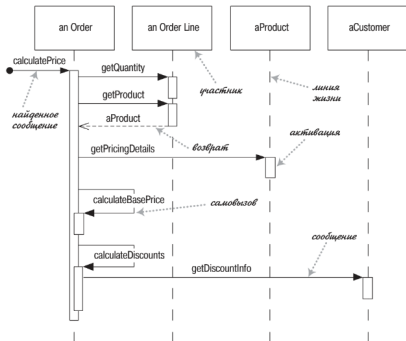 an Order
an Order Line
aProduct
aCustomer
calculatePrice
getQuantity
участник
линия
жизни
найденное
сообщение
getProduct
aProduct
возврат
активация
getPricingDetails
calculateBasePrice
самовызов
calculateDiscounts
сообщение
getDiscountInfo